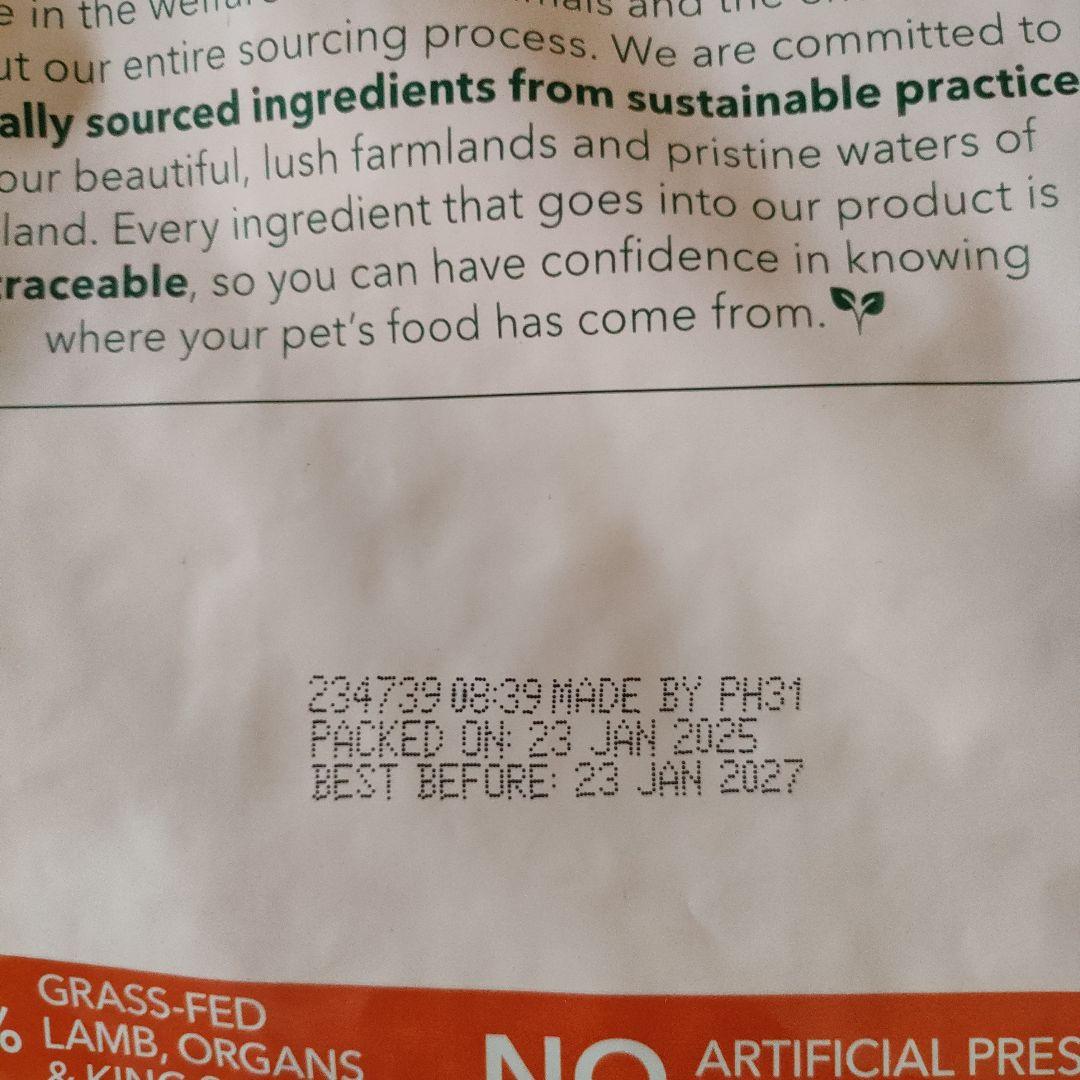 e in the
ut our entire sourcing process. We are committed to
ally sourced ingredients from sustainable practice
our beautiful, lush farmlands and pristine waters of
land. Every ingredient that goes into our product is
traceable, so you can have confidence in knowing
where your pet's food has come from.
234739 08:39 MADE BY PH31
PACKED ON: 23 JAN 2025
BEST BEFORE: 23 JAN 2027
% GRASS-FED
LAMB, ORGANS
& KING
NO ARTIFICIAL PRES